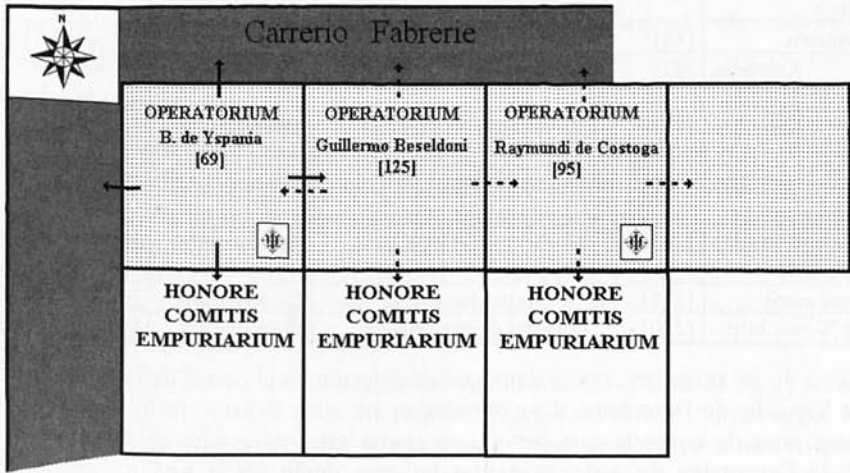 N
Carrerio Fabrerie
OPERATORIUM
B. de Yspania
[69]
OPERATORIUM
Guillermo Beseldoni
[125]
OPERATORIUM
Raymundi de Costoga
[95]
HONORE
COMITIS
EMPURIARIUM
HONORE
COMITIS
EMPURIARIUM
HONORE
COMITIS
EMPURIARIUM